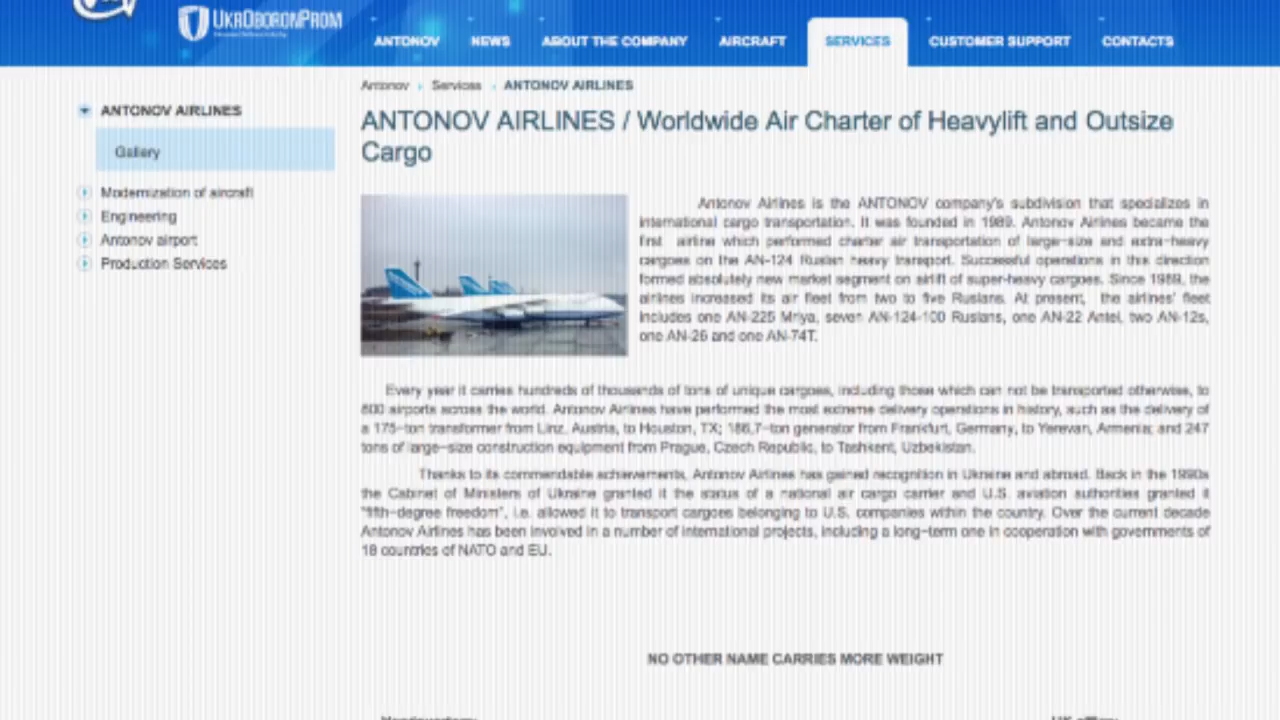 UKROBORONPROM
ANTONOV NEWS ABOUT THE COMPANY AIRCRAFT SERVICES CUSTOMER SUPPORT CONTACTS
Antonov Services ANTONOV AIRLINES
ANTONOV AIRLINES
Gallery
Modernization of aircraft
Engineering
Antonov airport
Production Services
ANTONOV AIRLINES / Worldwide Air Charter of Heavylift and Outsize
Cargo
Antonov Airlines is the ANTONOV company's subdivision that specializes in
international cargo transportation. It was founded in 1989. Antonov Airlines became the
first airline which performed charter air transportation of large-size and extra-heavy
cargoes on the AN-124 Ruslan heavy transport. Successful operations in this direction
formed absolutely new market segment on airlift of super-heavy cargoes. Since 1989, the
airlines increased its air fleet from two to five Ruslans. At present, the airlines' fleet
includes one AN-225 Mriya, seven AN-124-100 Ruslans, one AN-22 Antei, two AN-12s,
one AN-26 and one AN-74T.
Every year it carries hundreds of thousands of tons of unique cargoes, including those which can not be transported otherwise, to
800 airports across the world. Antonov Airlines have performed the most extreme delivery operations in history, such as the delivery of
a 175-ton transformer from Linz, Austria, to Houston, TX; 186,7-ton generator from Frankfurt, Germany, to Yerevan, Armenia; and 247
tons of large-size construction equipment from Prague, Czech Republic, to Tashkent, Uzbekistan.
Thanks to its commendable achievements, Antonov Airlines has gained recognition in Ukraine and abroad. Back in the 1990s
the Cabinet of Ministers of Ukraine granted it the status of a national air cargo carrier and U.S. aviation authorities granted it
"fifth-degree freedom", i.e. allowed it to transport cargoes belonging to U.S. companies within the country. Over the current decade
Antonov Airlines has been involved in a number of international projects, including a long-term one in cooperation with governments of
18 countries of NATO and EU.
NO OTHER NAME CARRIES MORE WEIGHT